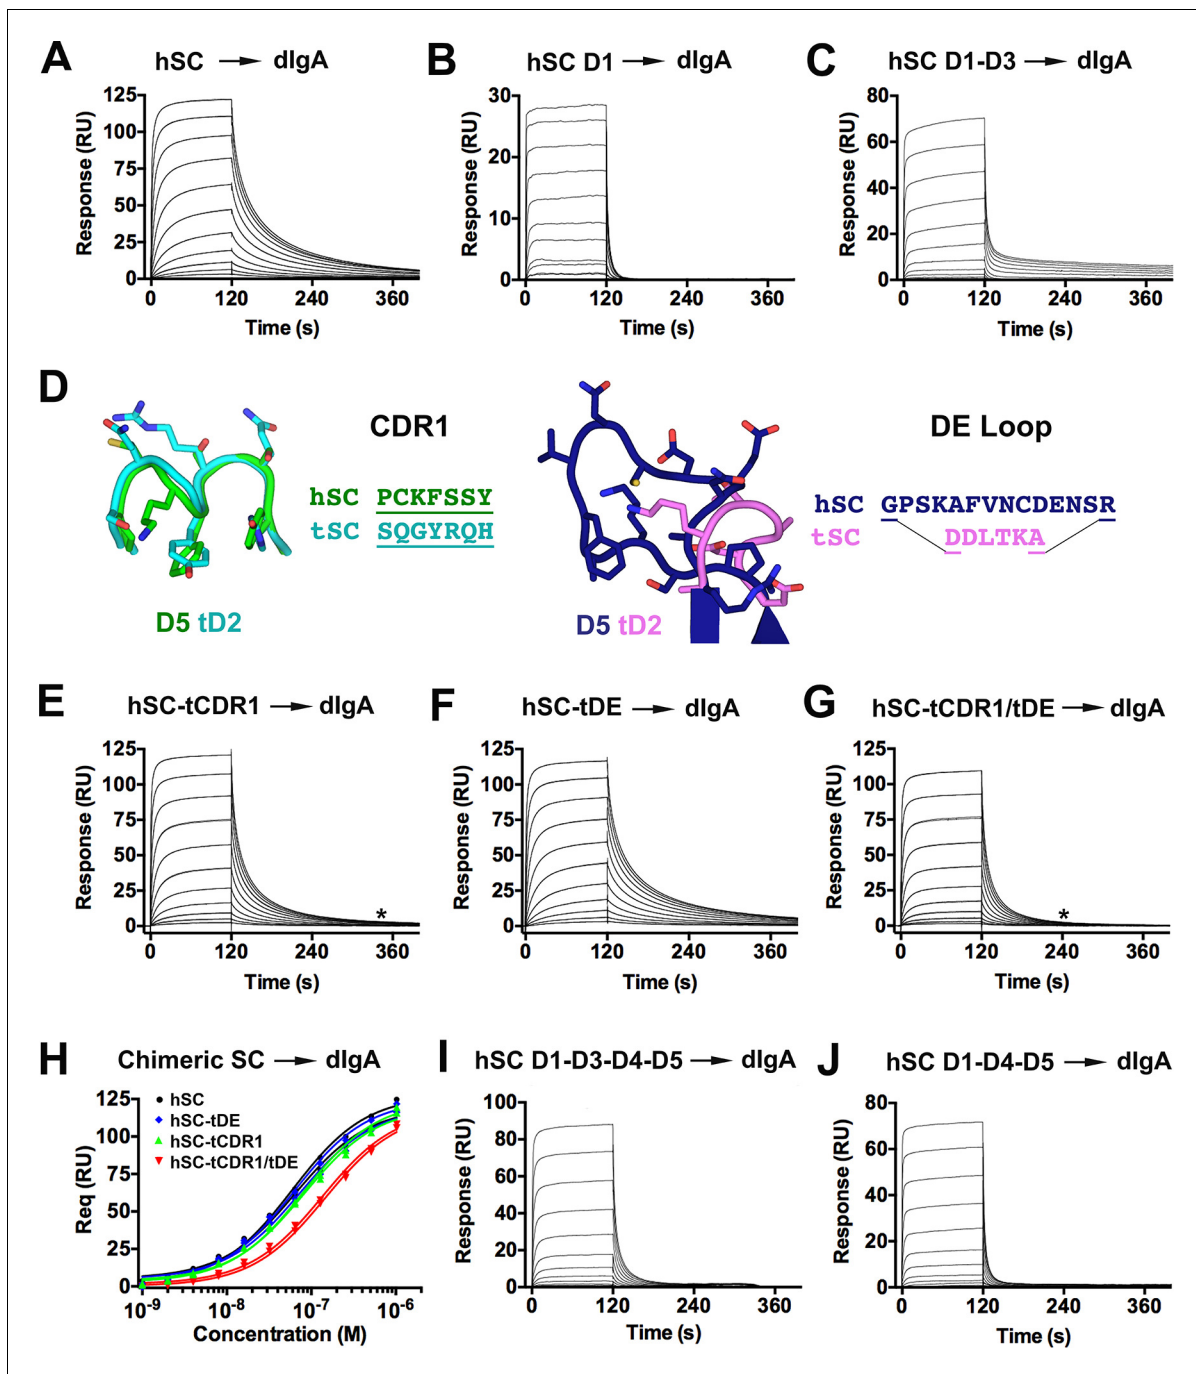 A hSC → dIgA
Response (RU)
125
100
75
50
25
0
0 120 240 360
Time (s)
B hSC D1 → dIgA
Response (RU)
30
20
10
0
0 120 240 360
Time (s)
C hSC D1-D3 → dIgA
Response (RU)
80
60
40
20
0
0 120 240 360
Time (s)
D
CDR1
hSC PCKFSSY
tSC SQGYRQH
D5 tD2
DE Loop
hSC GPSKAFVNCDENSR
tSC DDLTKA
D5 tD2
E hSC-tCDR1 → dIgA
Response (RU)
125
100
75
50
25
0
*
0 120 240 360
Time (s)
F hSC-tDE → dIgA
Response (RU)
125
100
75
50
25
0
0 120 240 360
Time (s)
G hSC-tCDR1/tDE → dIgA
Response (RU)
125
100
75
50
25
0
*
0 120 240 360
Time (s)
H Chimeric SC → dIgA
Req (RU)
125
100
75
50
25
0
hSC
hSC-tDE
hSC-tCDR1
hSC-tCDR1/tDE
10-9 10-8 10-7 10-6
Concentration (M)
I hSC D1-D3-D4-D5 → dIgA
Response (RU)
100
80
60
40
20
0
0 120 240 360
Time (s)
J hSC D1-D4-D5 → dIgA
Response (RU)
80
60
40
20
0
0 120 240 360
Time (s)